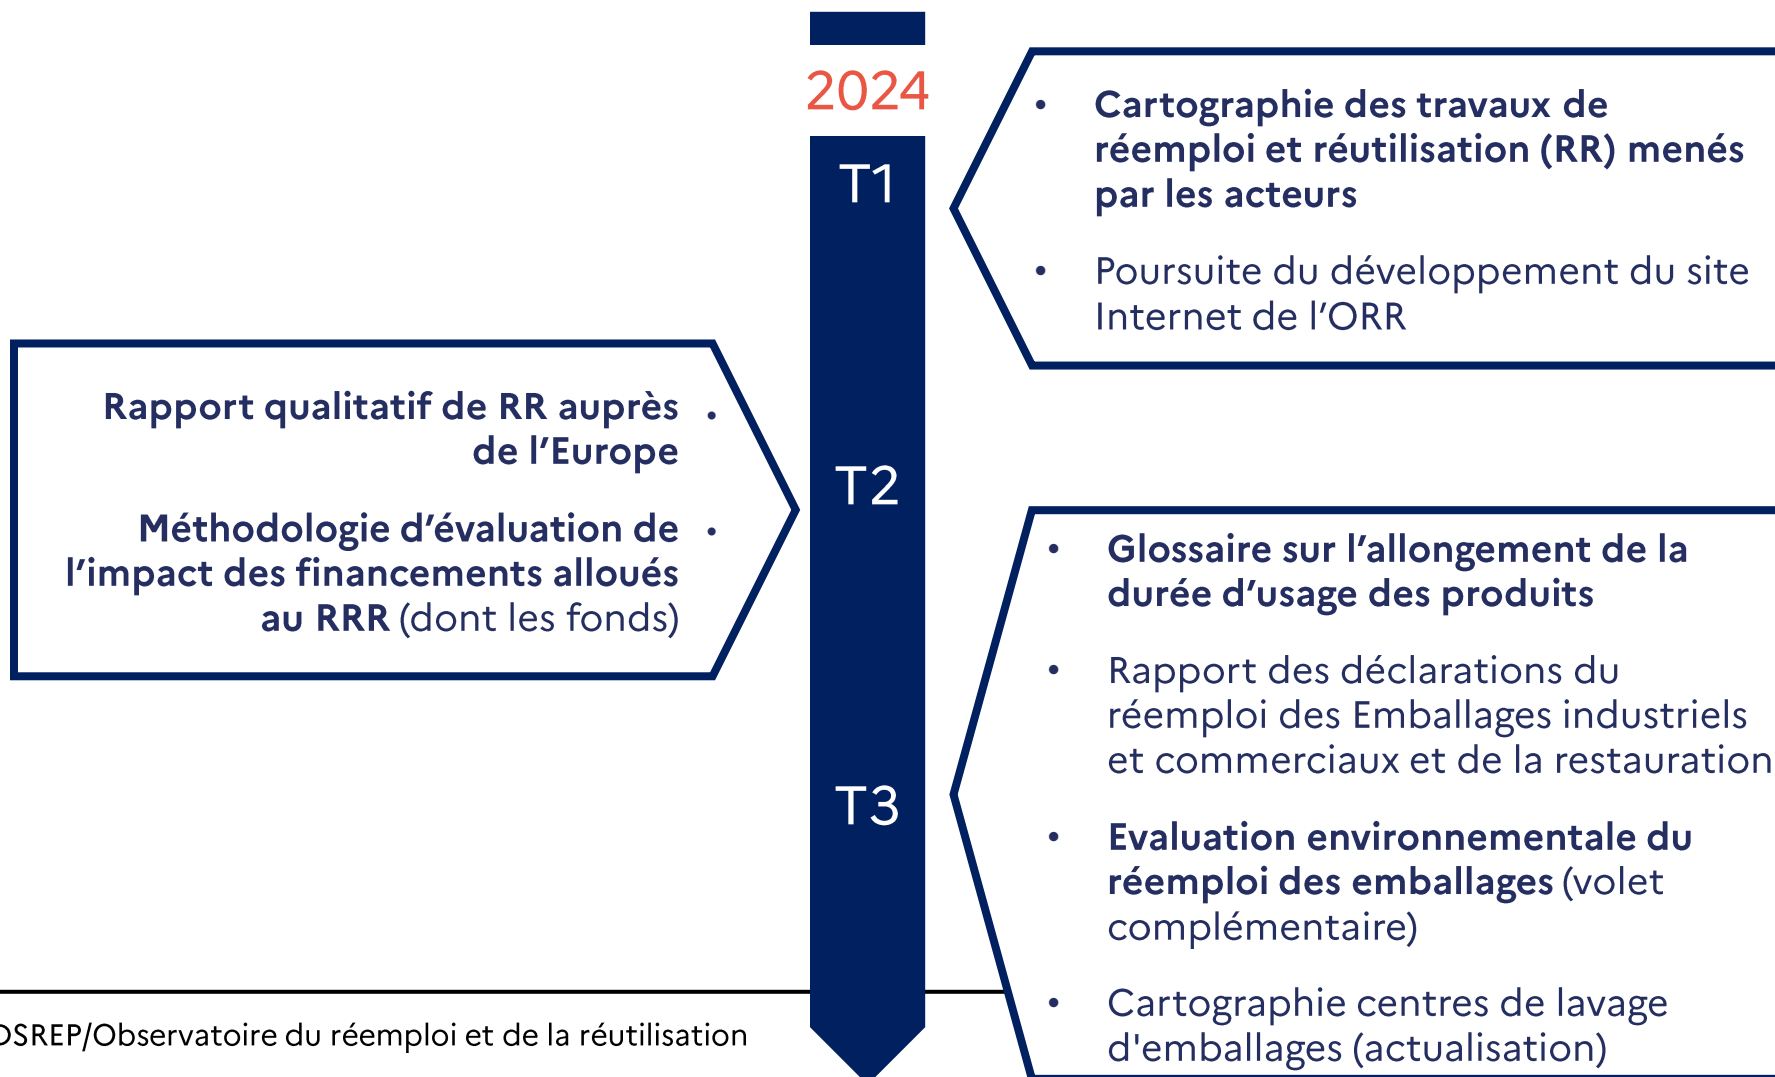 2024
T1
• Cartographie des travaux de
réemploi et réutilisation (RR) menés
par les acteurs
• Poursuite du développement du site
Internet de l’ORR
Rapport qualitatif de RR auprès •
de l’Europe
Méthodologie d’évaluation de •
l’impact des financements alloués
au RRR (dont les fonds)
T2
T3
• Glossaire sur l’allongement de la
durée d’usage des produits
• Rapport des déclarations du
réemploi des Emballages industriels
et commerciaux et de la restauration
• Evaluation environnementale du
réemploi des emballages (volet
complémentaire)
• Cartographie centres de lavage
d'emballages (actualisation)
OSREP/Observatoire du réemploi et de la réutilisation